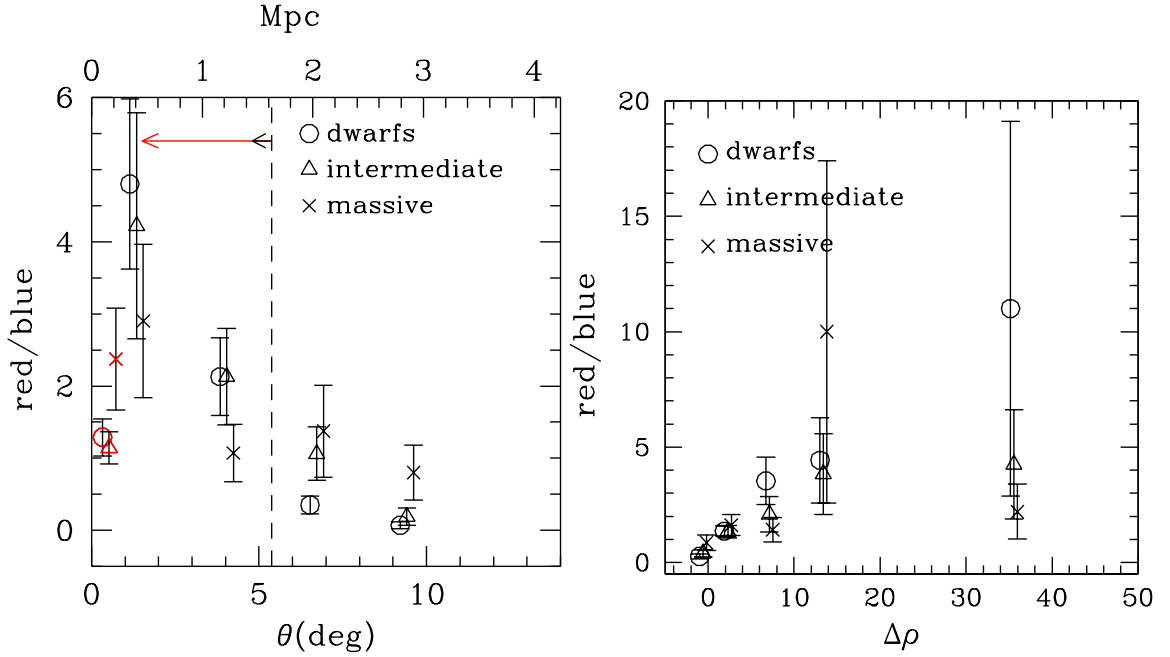 Mpc
0 1 2 3 4
6
4
2
0
red/blue
dwarfs
intermediate
massive
0 5 10
θ(deg)
20
15
10
5
0
red/blue
dwarfs
intermediate
massive
0 10 20 30 40 50
Δρ